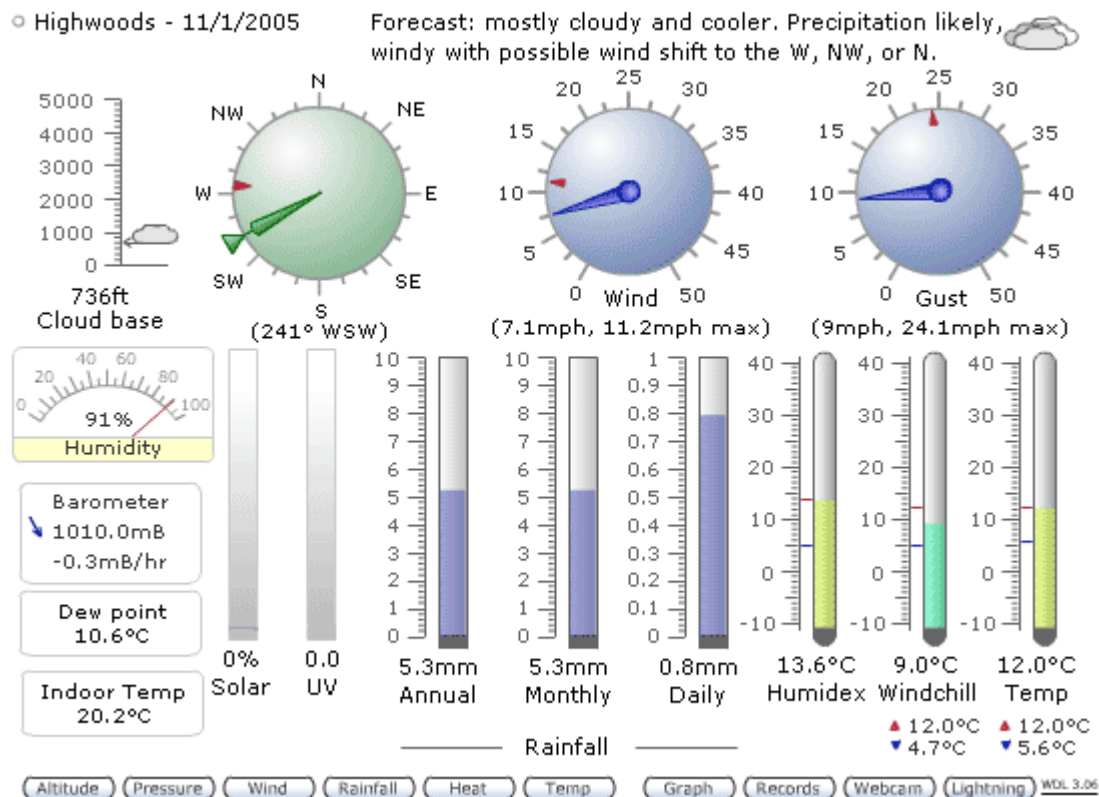 Highwoods - 11/1/2005
Forecast: mostly cloudy and cooler. Precipitation likely,
windy with possible wind shift to the W, NW, or N.
5000
4000
3000
2000
1000
0
736ft
Cloud base
N
NE
E
SE
S
SW
W
NW
(241° WSW)
0
5
10
15
20
25
30
35
40
45
50
Wind
(7.1mph, 11.2mph max)
0
5
10
15
20
25
30
35
40
45
50
Gust
(9mph, 24.1mph max)
0
20
40
60
80
100
91%
Humidity
Barometer
1010.0mB
-0.3mB/hr
Dew point
10.6°C
Indoor Temp
20.2°C
0%
Solar
0.0
UV
10
9
8
7
6
5
4
3
2
1
0
5.3mm
Annual
10
9
8
7
6
5
4
3
2
1
0
5.3mm
Monthly
1
0.9
0.8
0.7
0.6
0.5
0.4
0.3
0.2
0.1
0
0.8mm
Daily
Rainfall
40
30
20
10
0
-10
13.6°C
Humidex
40
30
20
10
0
-10
9.0°C
Windchill
12.0°C
4.7°C
40
30
20
10
0
-10
12.0°C
Temp
12.0°C
5.6°C
Altitude
Pressure
Wind
Rainfall
Heat
Temp
Graph
Records
Webcam
Lightning
WDL 3.06